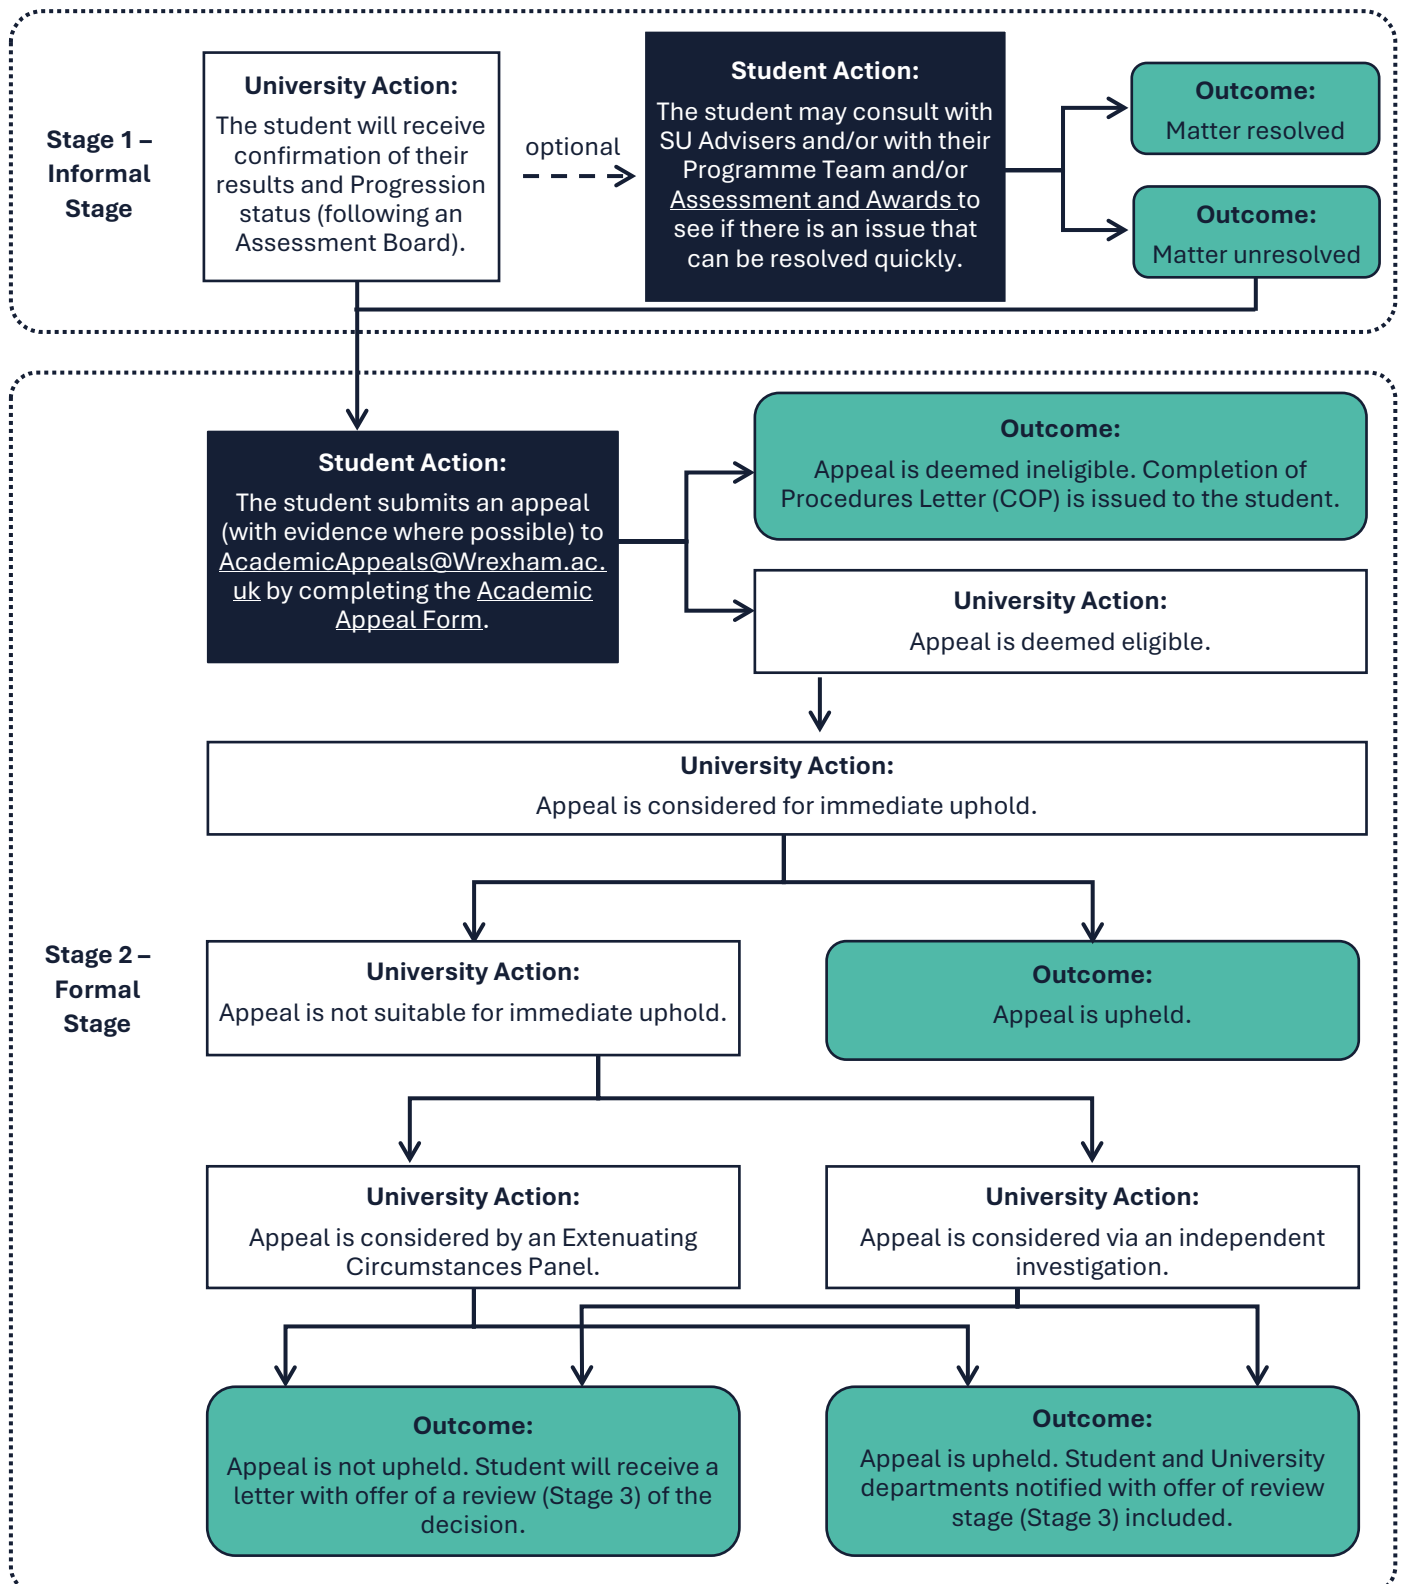 Stage 1 –
Informal
Stage
University Action:
The student will receive
confirmation of their
results and Progression
status (following an
Assessment Board).
optional
Student Action:
The student may consult with
SU Advisers and/or with their
Programme Team and/or
Assessment and Awards to
see if there is an issue that
can be resolved quickly.
Outcome:
Matter resolved
Outcome:
Matter unresolved
Stage 2 –
Formal
Stage
Student Action:
The student submits an appeal
(with evidence where possible) to
AcademicAppeals@Wrexham.ac.
uk by completing the Academic
Appeal Form.
Outcome:
Appeal is deemed ineligible. Completion of
Procedures Letter (COP) is issued to the student.
University Action:
Appeal is deemed eligible.
University Action:
Appeal is considered for immediate uphold.
University Action:
Appeal is not suitable for immediate uphold.
Outcome:
Appeal is upheld.
University Action:
Appeal is considered by an Extenuating
Circumstances Panel.
University Action:
Appeal is considered via an independent
investigation.
Outcome:
Appeal is not upheld. Student will receive a
letter with offer of a review (Stage 3) of the
decision.
Outcome:
Appeal is upheld. Student and University
departments notified with offer of review
stage (Stage 3) included.